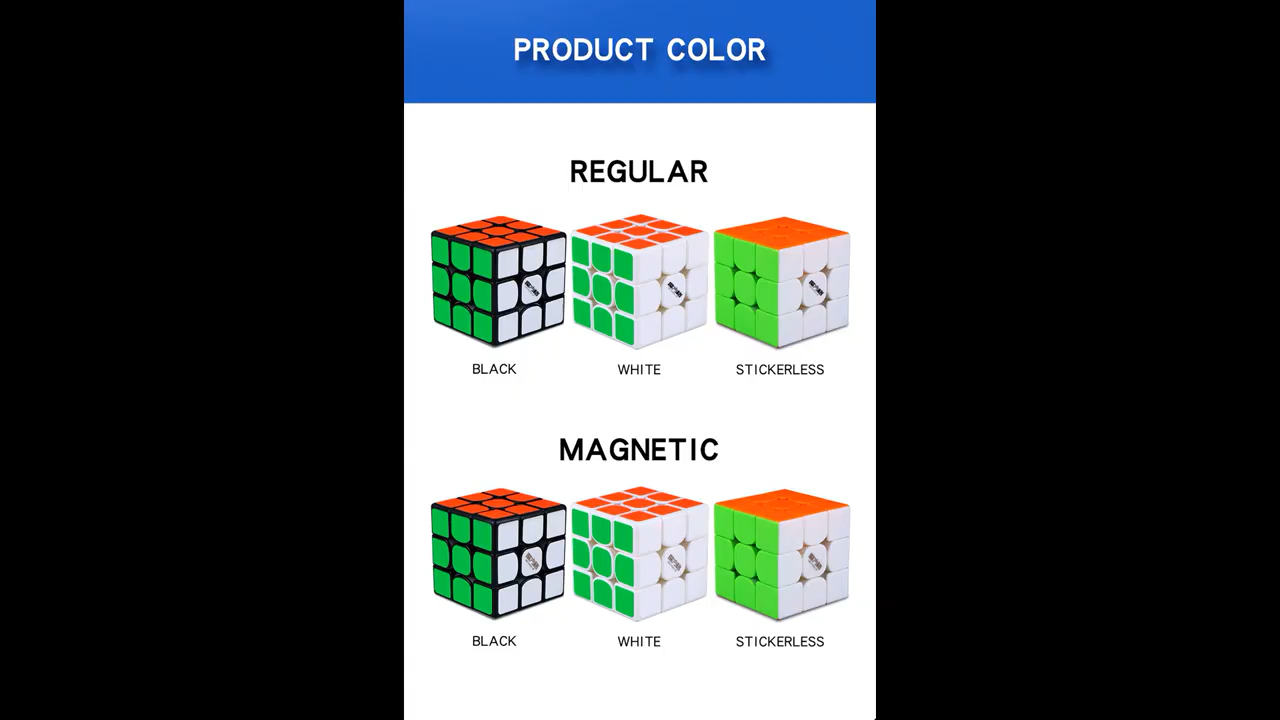 PRODUCT COLOR
REGULAR
BLACK
WHITE
STICKERLESS
MAGNETIC
BLACK
WHITE
STICKERLESS